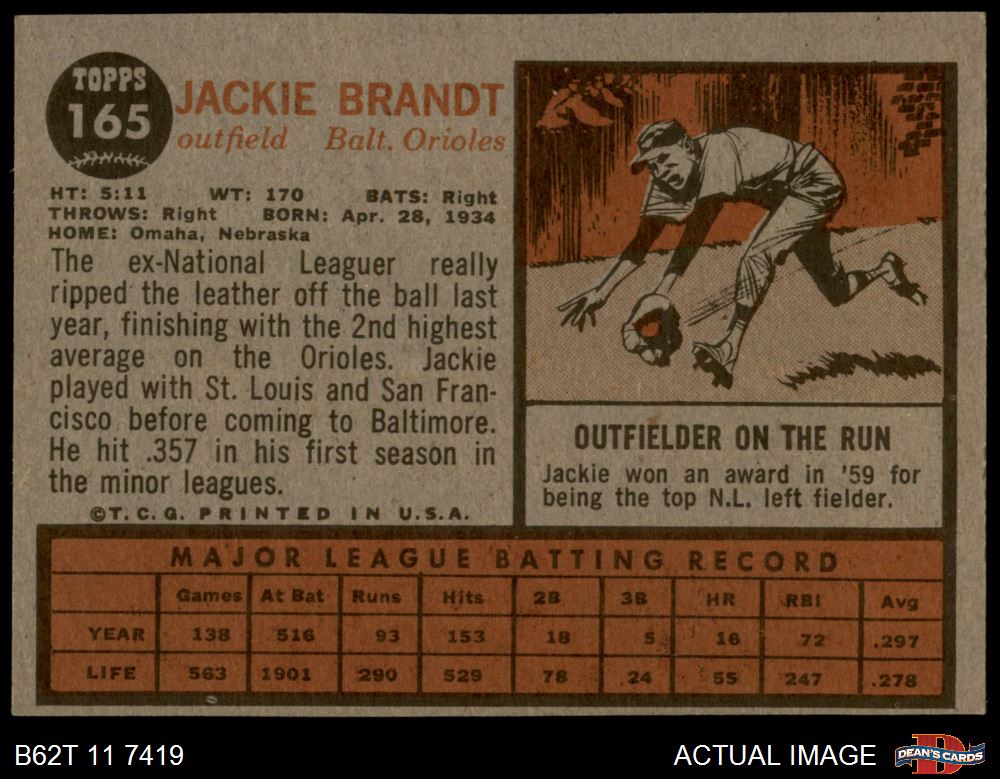 TOPPS
165
JACKIE BRANDT
outfield Balt. Orioles
HT: 5:11 WT: 170 BATS: Right
THROWS: Right BORN: Apr. 28, 1934
HOME: Omaha, Nebraska
The ex-National Leaguer really
ripped the leather off the ball last
year, finishing with the 2nd highest
average on the Orioles. Jackie
played with St. Louis and San Fran-
cisco before coming to Baltimore.
He hit .357 in his first season in
the minor leagues.
©T.C.G. PRINTED IN U.S.A.
OUTFIELDER ON THE RUN
Jackie won an award in '59 for
being the top N.L. left fielder.
MAJOR LEAGUE BATTING RECORD
Games At Bat Runs Hits 2B 3B HR RBI Avg
YEAR 138 516 93 153 18 5 16 72 .297
LIFE 563 1901 290 529 78 24 55 247 .278
B62T 11 7419
ACTUAL IMAGE
DEAN'S CARDS